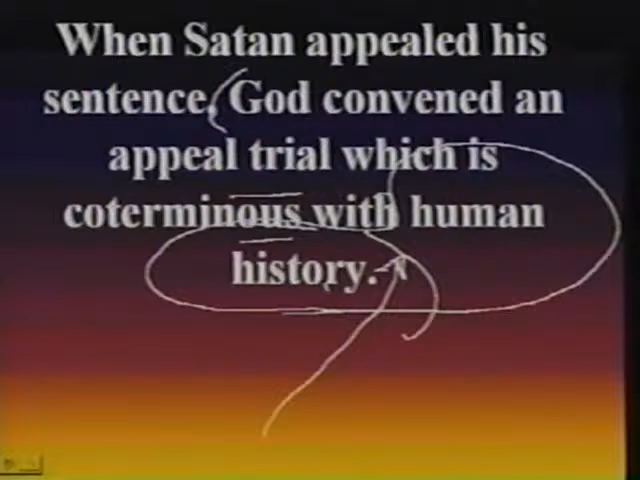 When Satan appealed his
sentence, God convened an
appeal trial which is
coterminous with human
history.